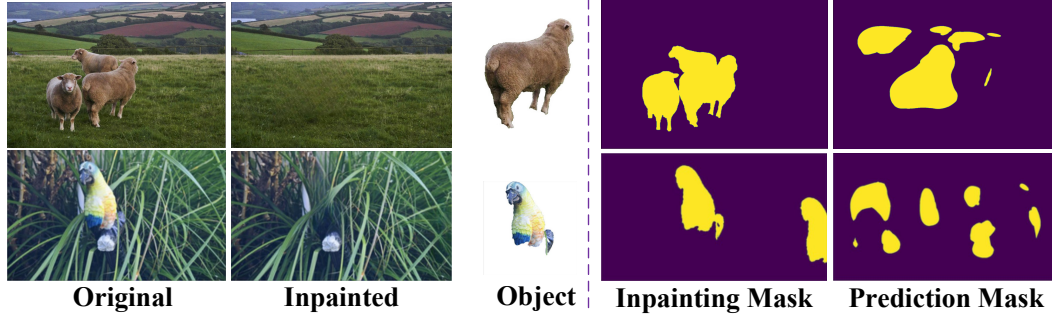 Original
Inpainted
Object
Inpainting Mask
Prediction Mask